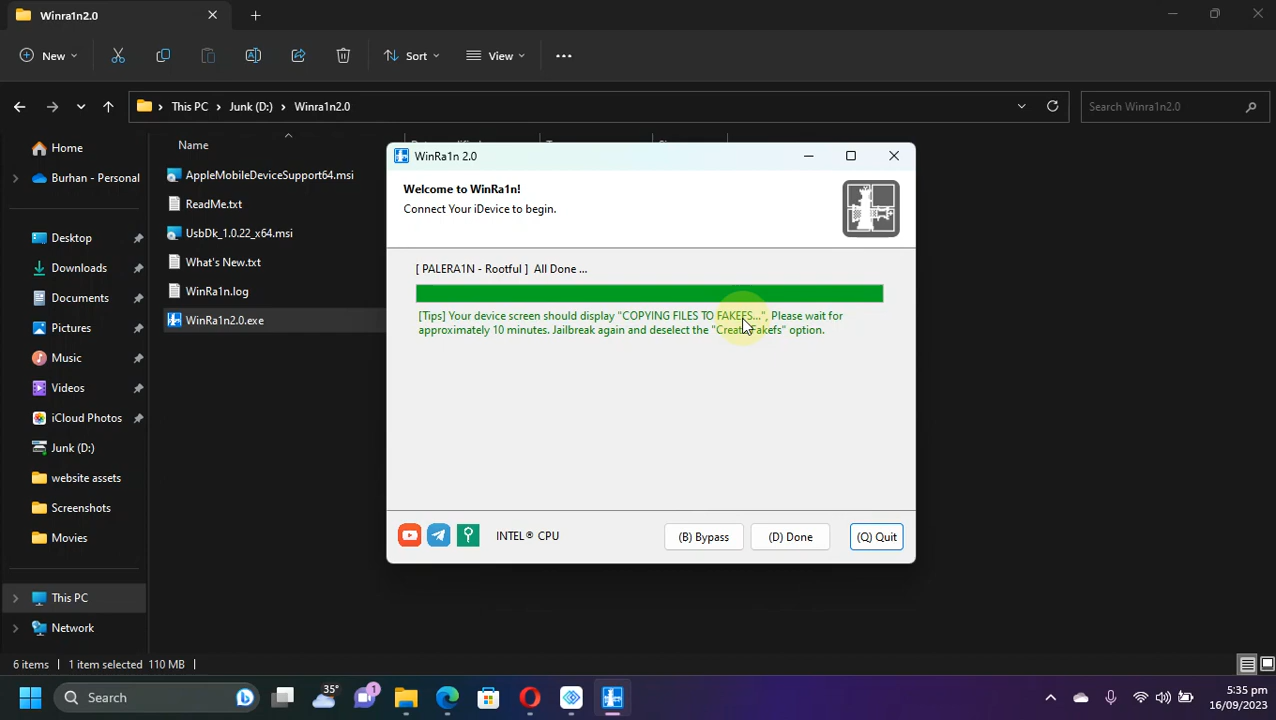 Winra1n2.0
New
Sort
View
This PC
Junk (D:)
Winra1n2.0
Search Winra1n2.0
Home
Burhan - Personal
Desktop
Downloads
Documents
Pictures
Music
Videos
iCloud Photos
Junk (D:)
website assets
Screenshots
Movies
This PC
Network
Name
AppleMobileDeviceSupport64.msi
ReadMe.txt
UsbDk_1.0.22_x64.msi
What's New.txt
WinRa1n.log
WinRa1n2.0.exe
WinRa1n 2.0
Welcome to WinRa1n!
Connect Your iDevice to begin.
[ PALERA1N - Rootful ] All Done ...
[Tips] Your device screen should display "COPYING FILES TO FAKEFS...", Please wait for
approximately 10 minutes. Jailbreak again and deselect the "Create Fakefs" option.
INTEL® CPU
(B) Bypass
(D) Done
(Q) Quit
6 items
1 item selected 110 MB
Search
35°
1
5:35 pm
16/09/2023